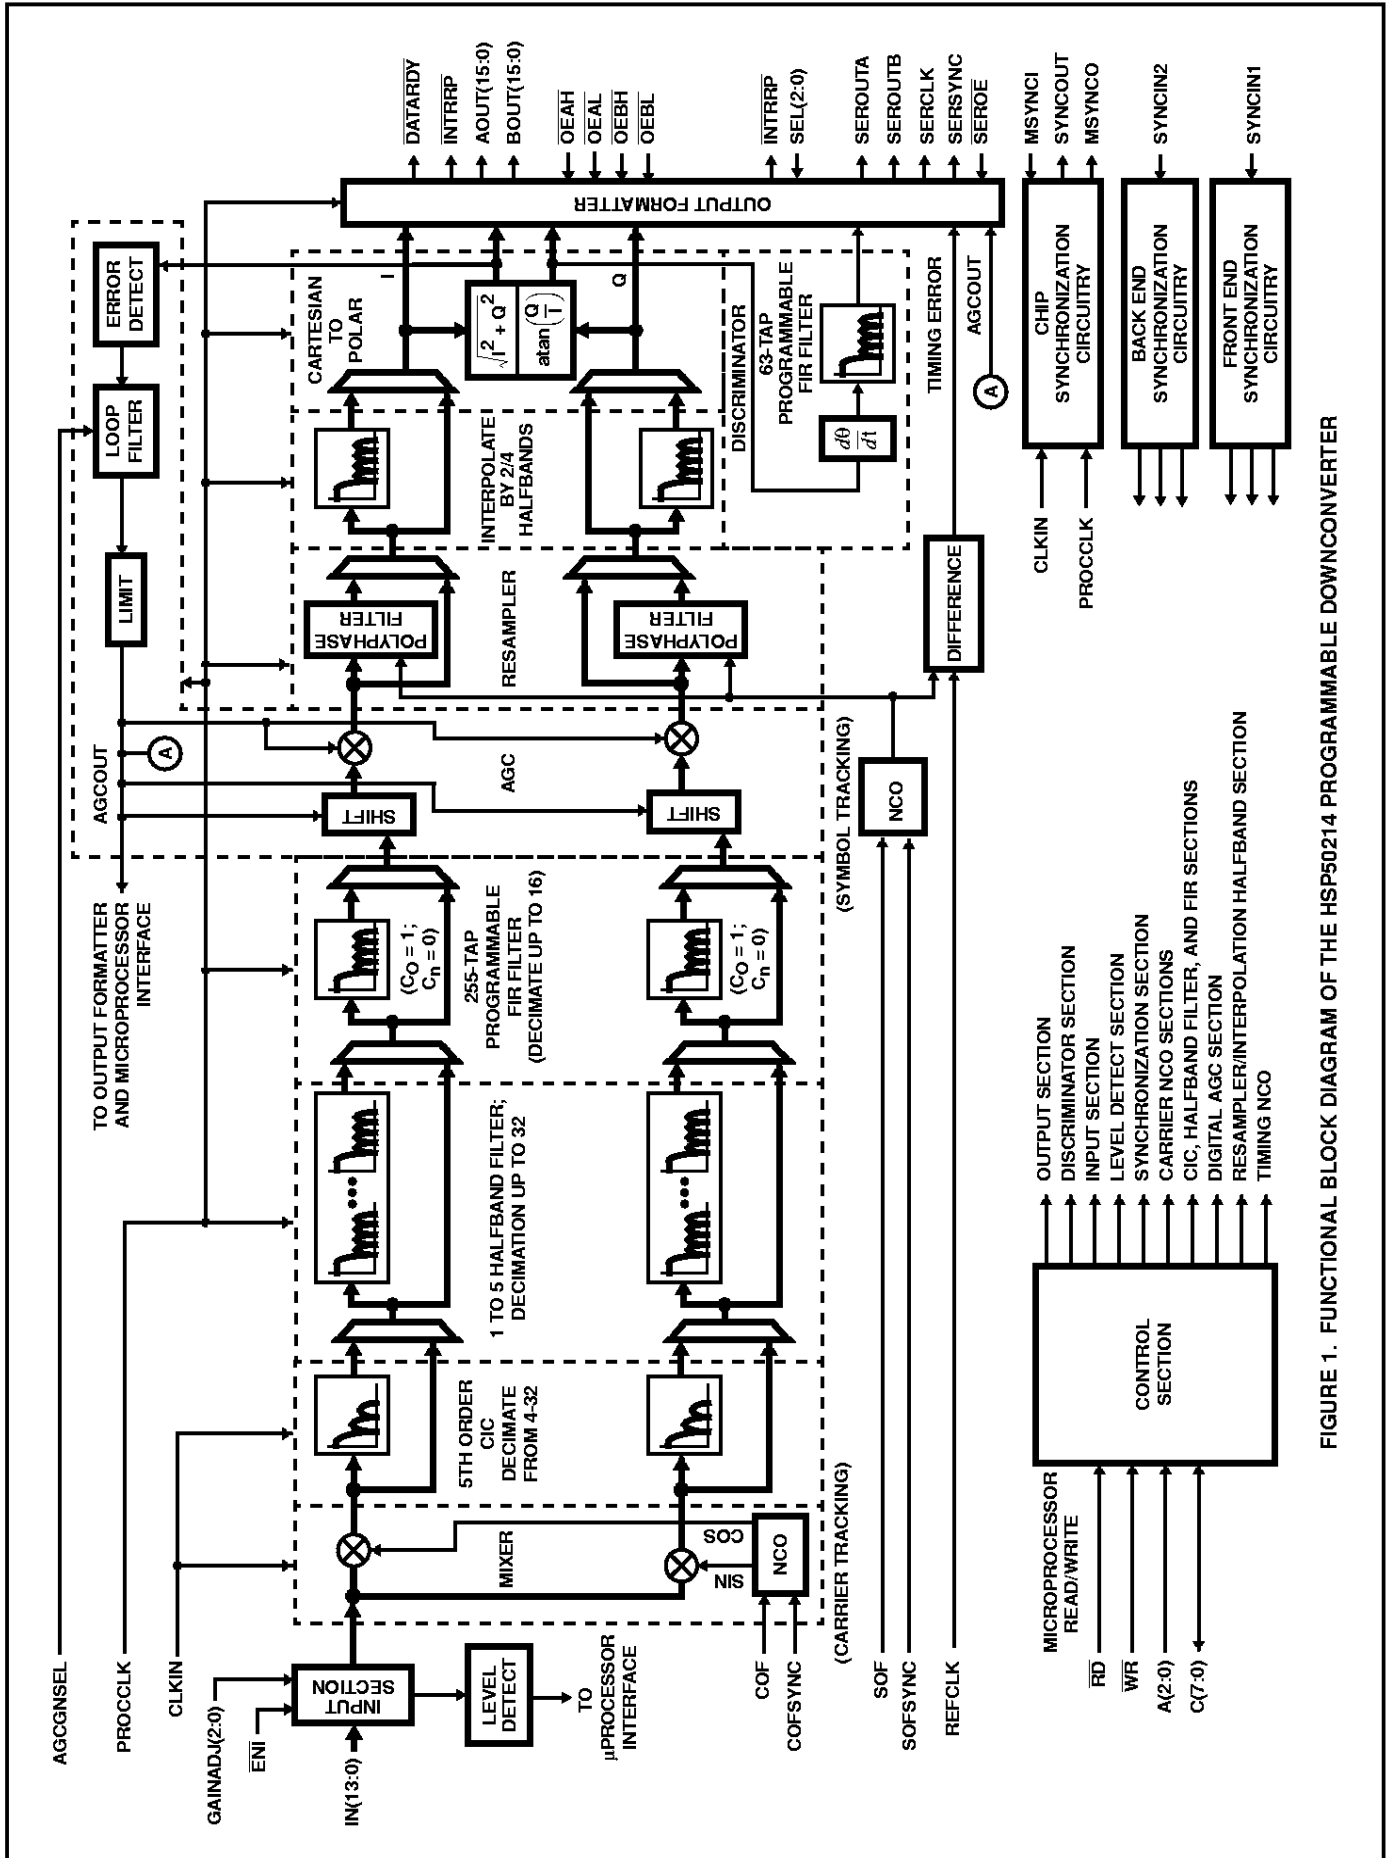 AGCGNSEL
PROCCLK
CLKIN
GAINADJ(2:0)
ENI
IN(13:0)
INPUT
SECTION
LEVEL
DETECT
TO
µPROCESSOR
INTERFACE
COF
COFSYNC
SOF
SOFSYNC
REFCLK
MIXER
COS
SIN
NCO
(CARRIER TRACKING)
5TH ORDER
CIC
DECIMATE
FROM 4-32
1 TO 5 HALFBAND FILTER;
DECIMATION UP TO 32
TO OUTPUT FORMATTER
AND MICROPROCESSOR
INTERFACE
255-TAP
PROGRAMMABLE
FIR FILTER
(DECIMATE UP TO 16)
(CO = 1;
Cn = 0)
(CO = 1;
Cn = 0)
AGCOUT
A
SHIFT
AGC
SHIFT
(SYMBOL TRACKING)
NCO
LIMIT
POLYPHASE
FILTER
RESAMPLER
POLYPHASE
FILTER
DIFFERENCE
LOOP
FILTER
ERROR
DETECT
INTERPOLATE
BY 2/4
HALFBANDS
CARTESIAN
TO
POLAR
I
√I2 + Q2
atan(Q/I)
Q
DISCRIMINATOR
63-TAP
PROGRAMMABLE
FIR FILTER
dθ
dt
TIMING ERROR
AGCOUT
A
OUTPUT FORMATTER
DATARDY
INTRRP
AOUT(15:0)
BOUT(15:0)
OEAH
OEAL
OEBH
OEBL
INTRRP
SEL(2:0)
SEROUTA
SEROUTB
SERCLK
SERSYNC
SEROE
MICROPROCESSOR
READ/WRITE
RD
WR
A(2:0)
C(7:0)
CONTROL
SECTION
OUTPUT SECTION
DISCRIMINATOR SECTION
INPUT SECTION
LEVEL DETECT SECTION
SYNCHRONIZATION SECTION
CARRIER NCO SECTIONS
CIC, HALFBAND FILTER, AND FIR SECTIONS
DIGITAL AGC SECTION
RESAMPLER/INTERPOLATION HALFBAND SECTION
TIMING NCO
CLKIN
PROCCLK
CHIP
SYNCHRONIZATION
CIRCUITRY
MSYNCI
SYNCOUT
MSYNCO
BACK END
SYNCHRONIZATION
CIRCUITRY
SYNCIN2
FRONT END
SYNCHRONIZATION
CIRCUITRY
SYNCIN1
FIGURE 1. FUNCTIONAL BLOCK DIAGRAM OF THE HSP50214 PROGRAMMABLE DOWNCONVERTER